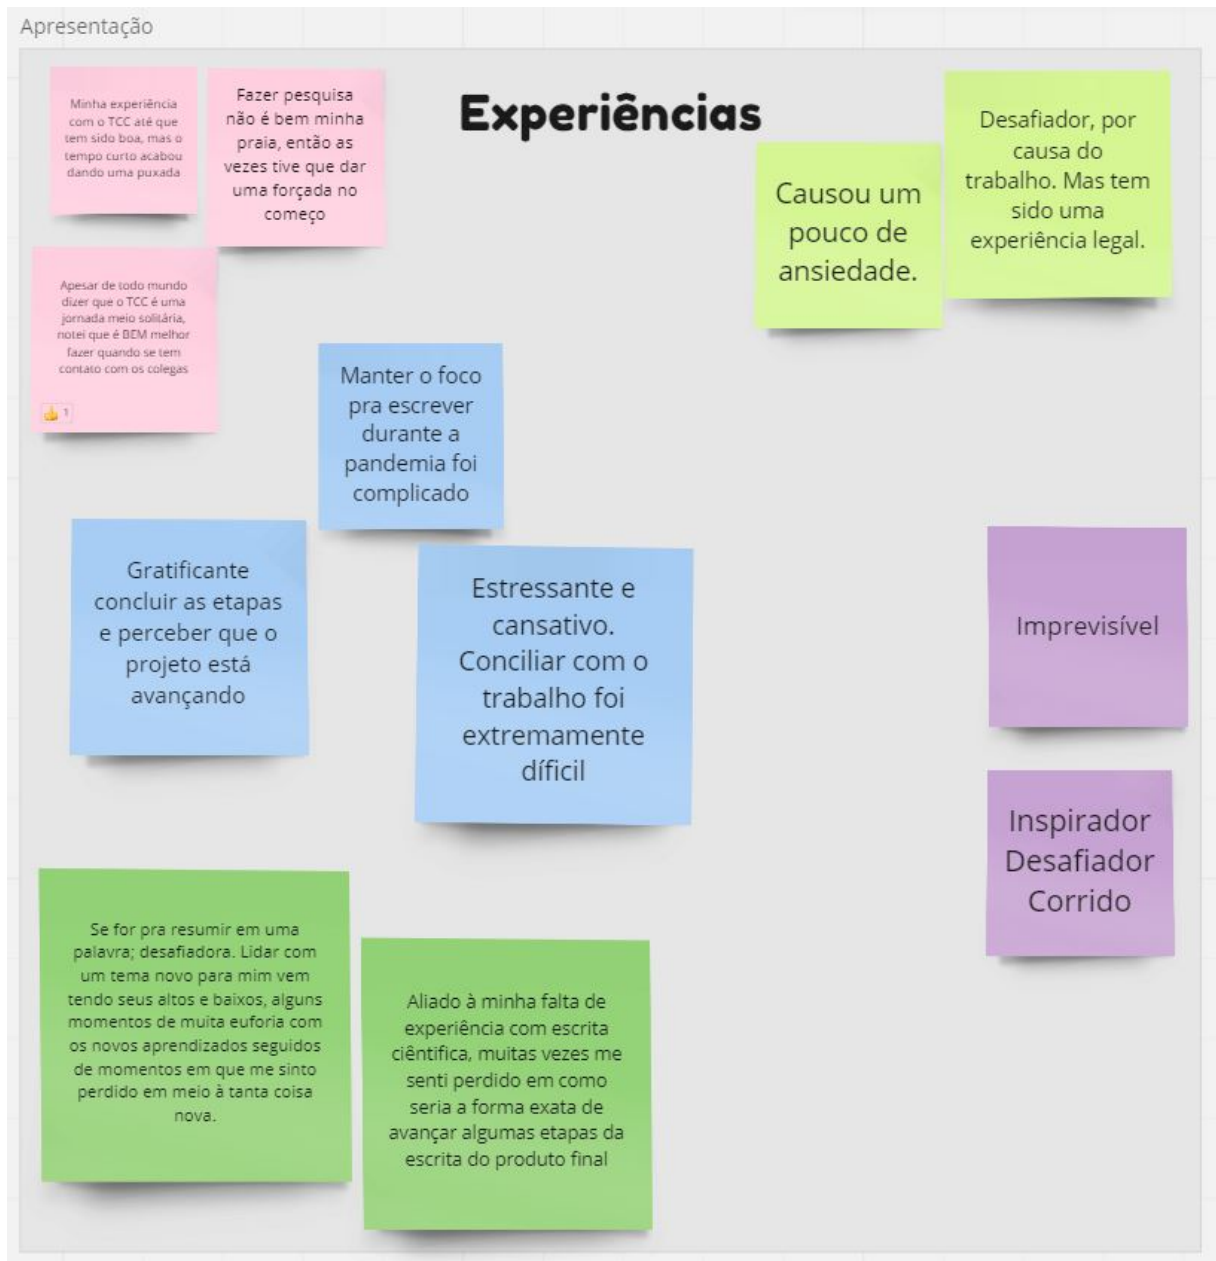 Apresentação
Experiências
Minha experiência
com o TCC até que
tem sido boa, mas o
tempo curto acabou
dando uma puxada
Fazer pesquisa
não é bem minha
praia, então as
vezes tive que dar
uma forçada no
começo
Apesar de todo mundo
dizer que o TCC é uma
jornada meio solitária,
notei que é BEM melhor
fazer quando se tem
contato com os colegas
👍 1
Causou um
pouco de
ansiedade.
Desafiador, por
causa do
trabalho. Mas tem
sido uma
experiência legal.
Manter o foco
pra escrever
durante a
pandemia foi
complicado
Gratificante
concluir as etapas
e perceber que o
projeto está
avançando
Estressante e
cansativo.
Conciliar com o
trabalho foi
extremamente
díficil
Imprevisível
Inspirador
Desafiador
Corrido
Se for pra resumir em uma
palavra; desafiadora. Lidar com
um tema novo para mim vem
tendo seus altos e baixos, alguns
momentos de muita euforia com
os novos aprendizados seguidos
de momentos em que me sinto
perdido em meio à tanta coisa
nova.
Aliado à minha falta de
experiência com escrita
ciêntifica, muitas vezes me
senti perdido em como
seria a forma exata de
avançar algumas etapas da
escrita do produto final